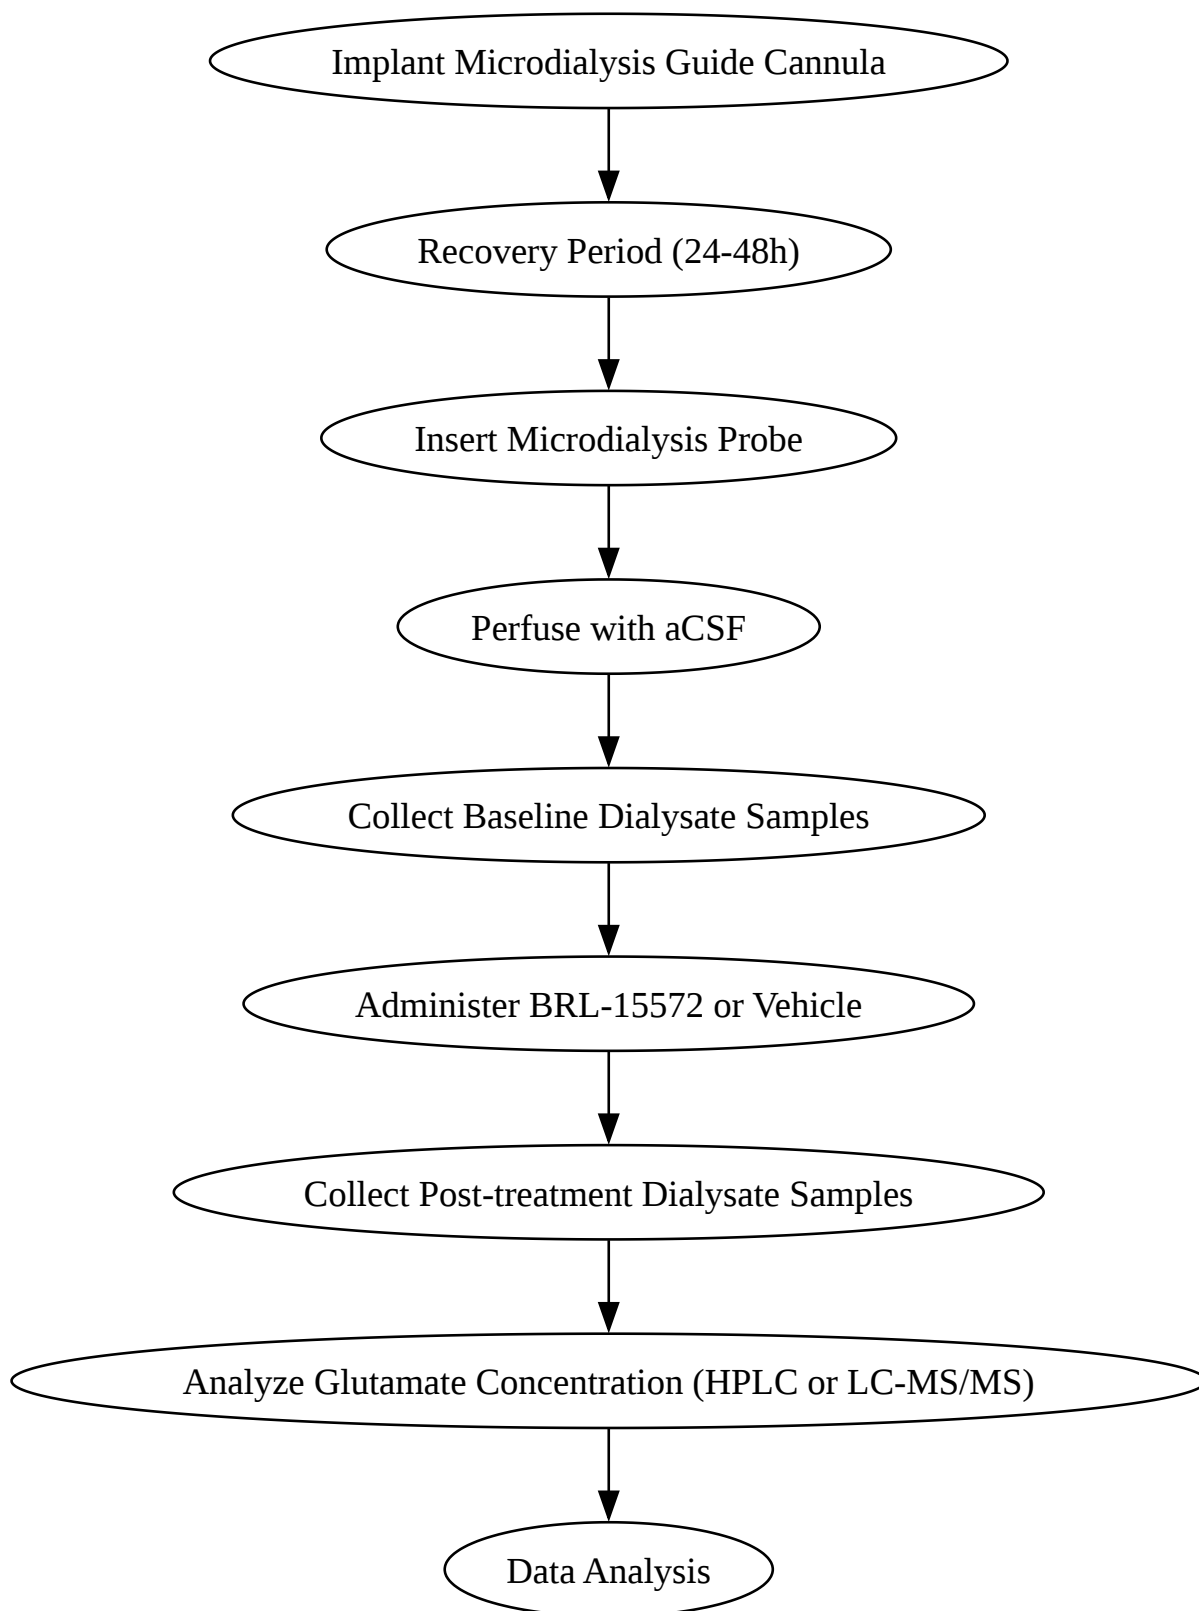 Implant Microdialysis Guide Cannula
Recovery Period (24-48h)
Insert Microdialysis Probe
Perfuse with aCSF
Collect Baseline Dialysate Samples
Administer BRL-15572 or Vehicle
Collect Post-treatment Dialysate Samples
Analyze Glutamate Concentration (HPLC or LC-MS/MS)
Data Analysis